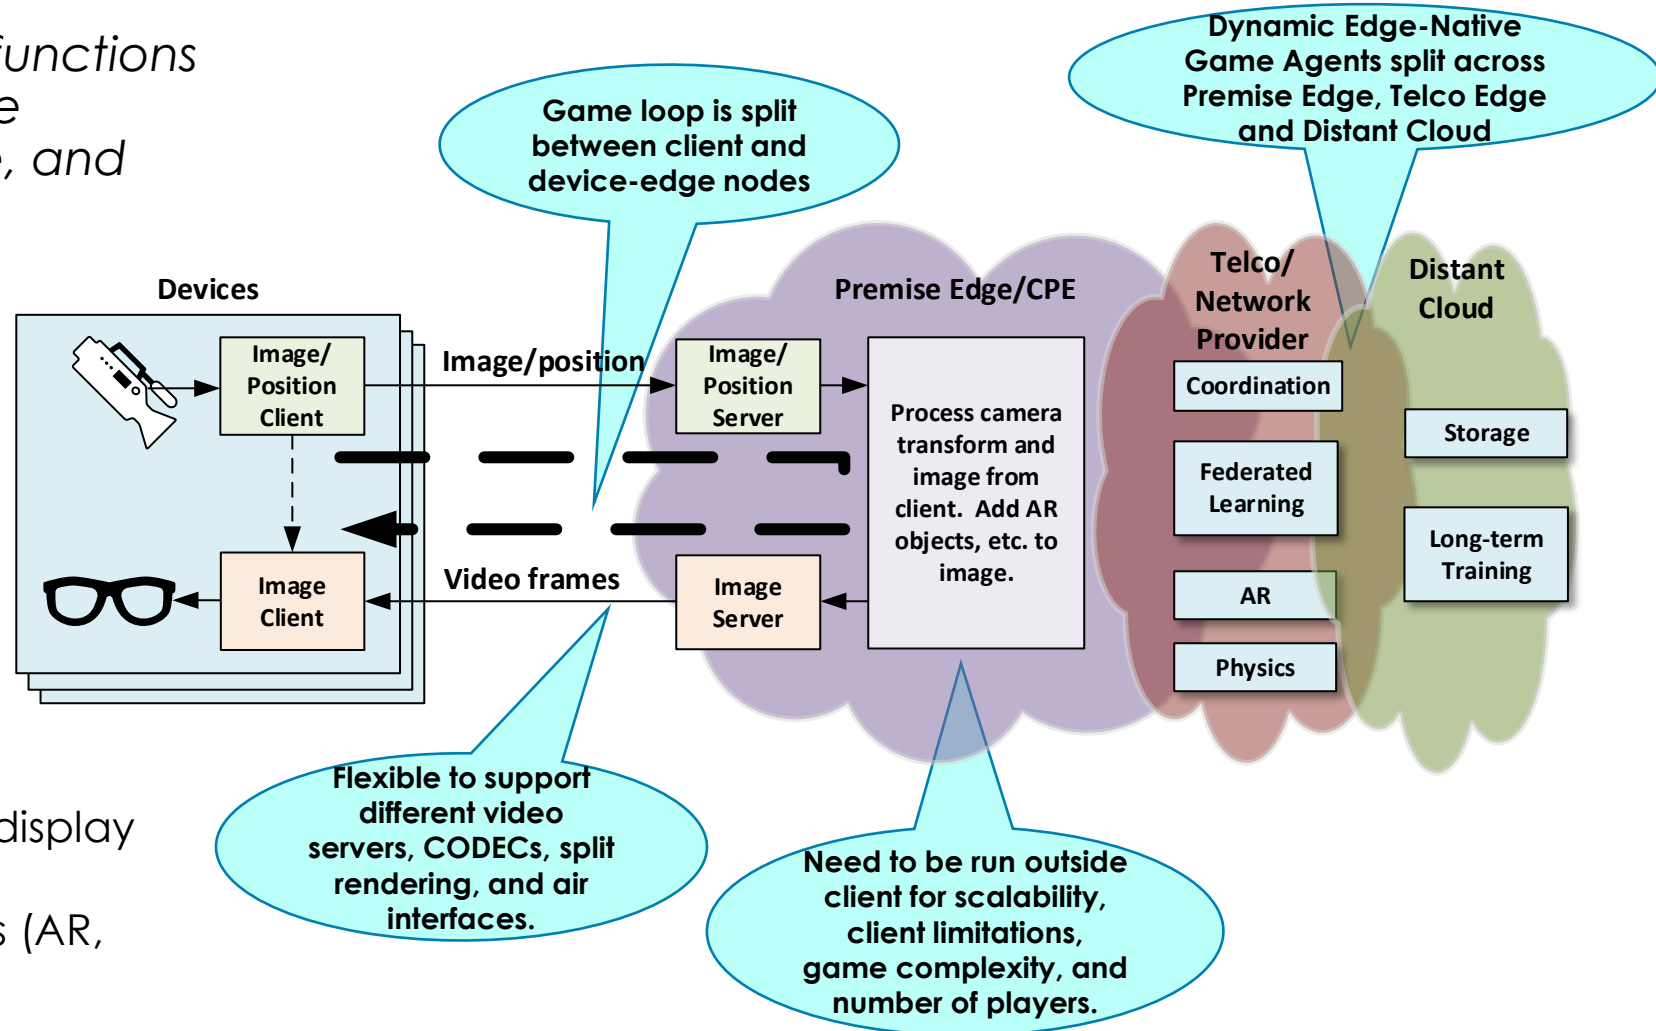 functions
e
e, and
Dynamic Edge-Native
Game Agents split across
Premise Edge, Telco Edge
and Distant Cloud
Game loop is split
between client and
device-edge nodes
Devices
Image/
Position
Client
Image/position
Image/
Position
Server
Premise Edge/CPE
Process camera
transform and
image from
client. Add AR
objects, etc. to
image.
Telco/
Network
Provider
Coordination
Federated
Learning
AR
Physics
Distant
Cloud
Storage
Long-term
Training
Image
Client
Video frames
Image
Server
display
s (AR,
Flexible to support
different video
servers, CODECs, split
rendering, and air
interfaces.
Need to be run outside
client for scalability,
client limitations,
game complexity, and
number of players.